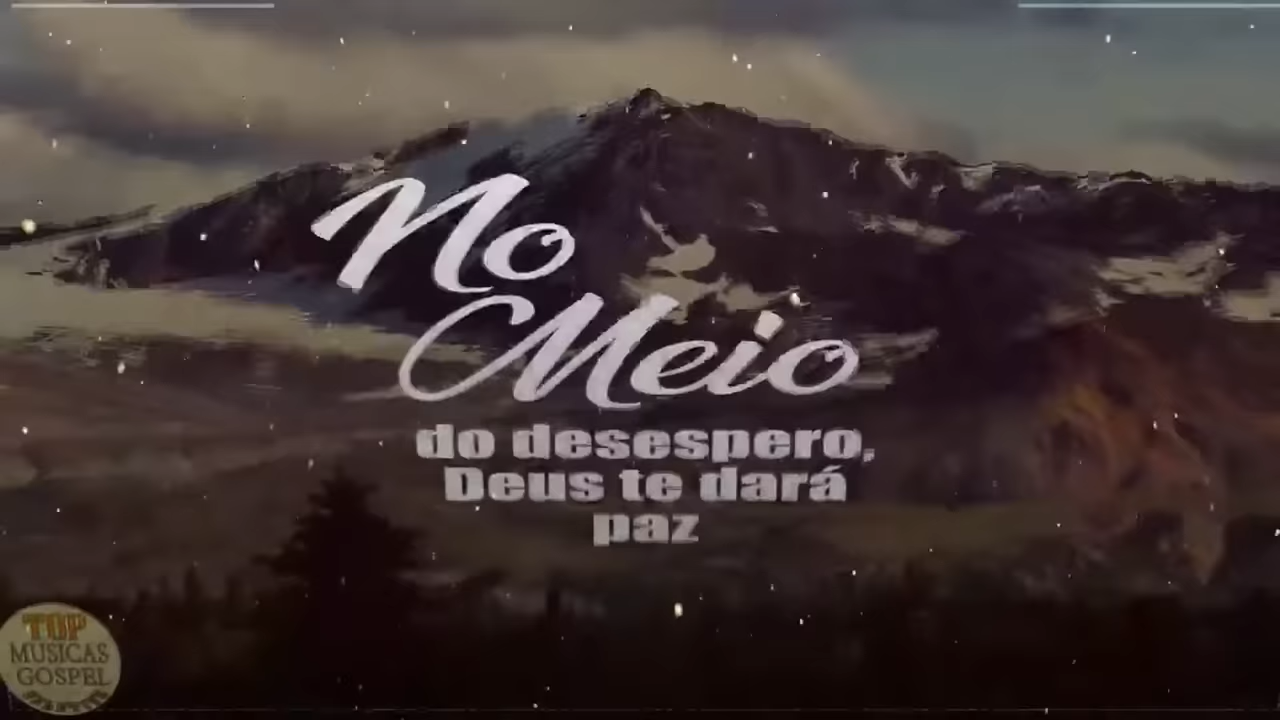 No
Meio
do desespero,
Deus te dará
paz
TOP
MUSICAS
GOSPEL